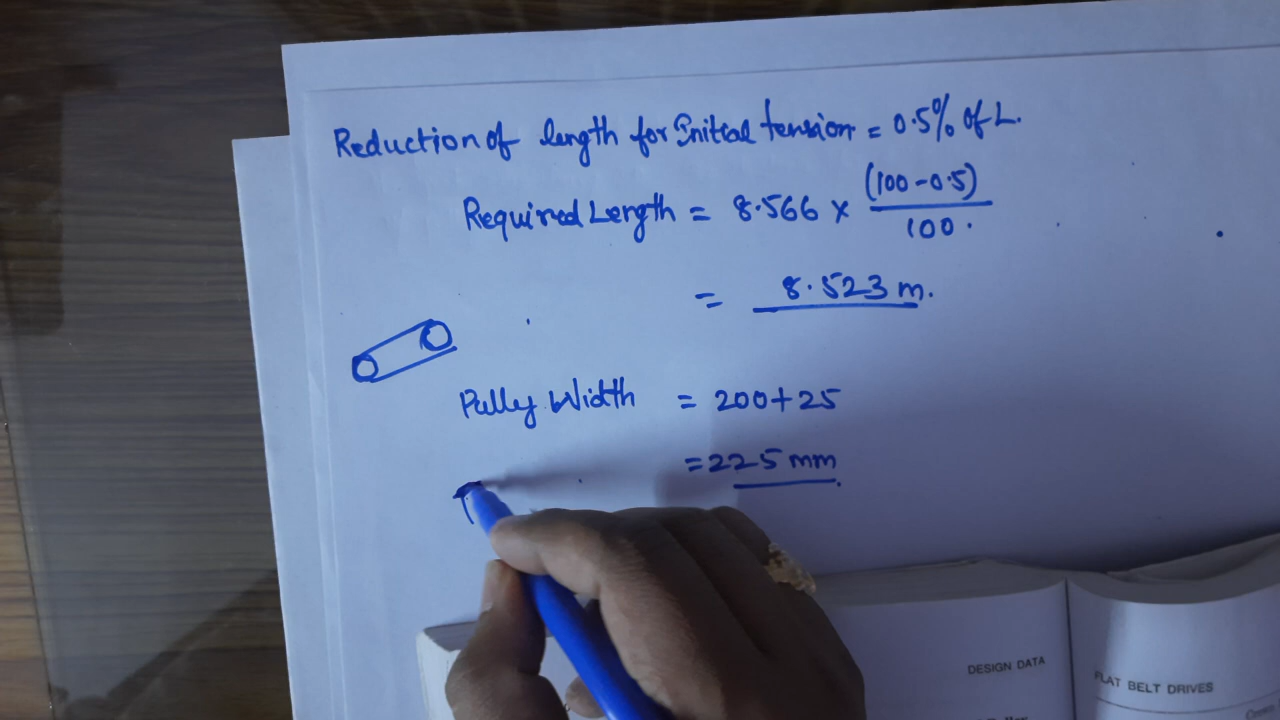 Reduction of length for Initial tension = 0.5% of L.
Required Length = 8.566 × (100-0.5)
100.
= 8.523 m.
Pully Width = 200+25
= 225 mm
DESIGN DATA
FLAT BELT DRIVES